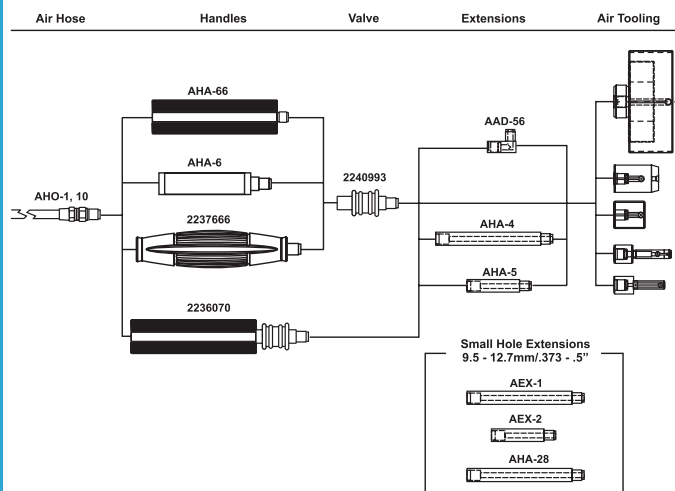 Air Hose Handles Valve Extensions Air Tooling
AHA-66
AAD-56
AHA-6
2240993
AHO-1, 10
2237666
AHA-4
AHA-5
2236070
Small Hole Extensions
9.5 - 12.7mm/.373 - .5”
AEX-1
AEX-2
AHA-28